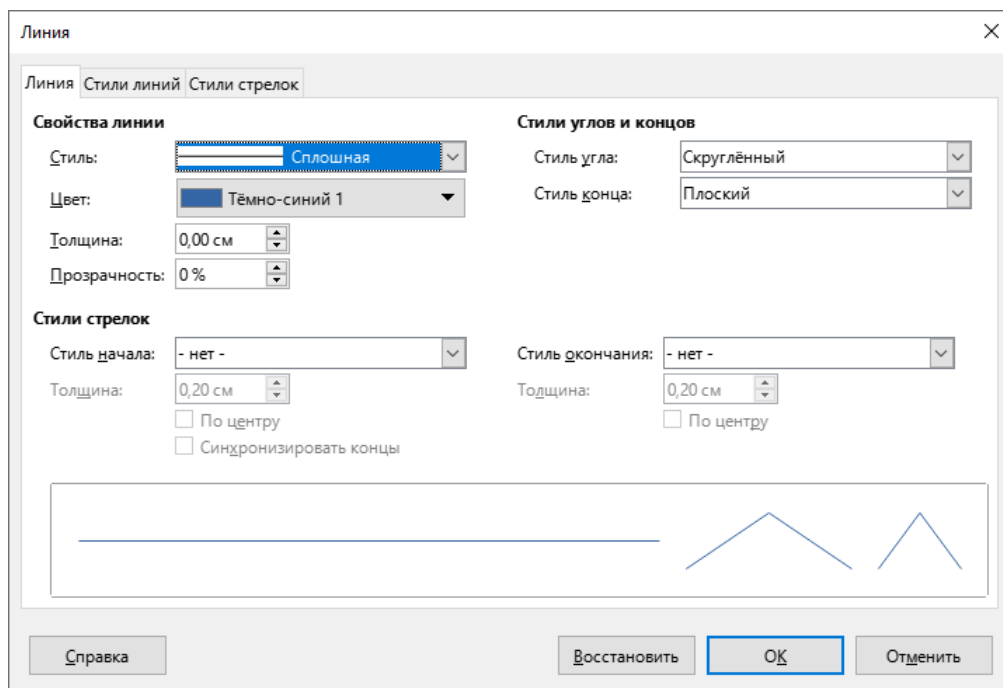 Линия
Линия Стили линий Стили стрелок
Свойства линии
Стиль: Сплошная
Цвет: Тёмно-синий 1
Толщина: 0,00 см
Прозрачность: 0 %
Стили углов и концов
Стиль угла: Скруглённый
Стиль конца: Плоский
Стили стрелок
Стиль начала: - нет -
Толщина: 0,20 см
По центру
Синхронизировать концы
Стиль окончания: - нет -
Толщина: 0,20 см
По центру
Справка Восстановить ОК Отменить